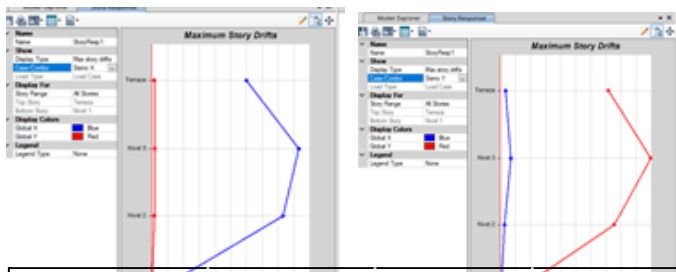 Model Explorer Story Response
Name
Name StoryResp1
Show
Display Type Max story drifts
Case/Combo Sismo X
Load Type Load Case
Display For
Story Range All Stories
Top Story Terraza
Bottom Story Nivel 1
Display Colors
Global X Blue
Global Y Red
Legend
Legend Type None
Maximum Story Drifts
Terraza
Nivel 3
Nivel 2
Model Explorer Story Response
Name
Name StoryResp1
Show
Display Type Max story drifts
Case/Combo Sismo Y
Load Type Load Case
Display For
Story Range All Stories
Top Story Terraza
Bottom Story Nivel 1
Display Colors
Global X Blue
Global Y Red
Legend
Legend Type None
Maximum Story Drifts
Terraza
Nivel 3
Nivel 2